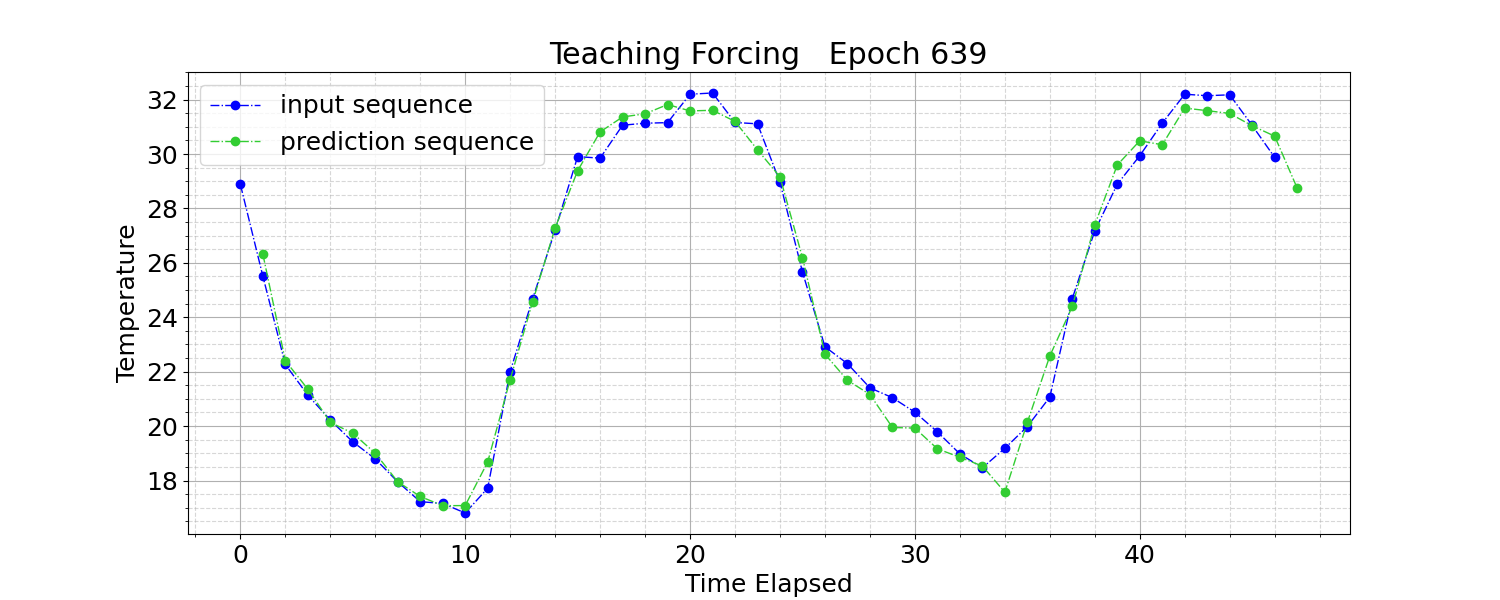 Teaching Forcing   Epoch 639
input sequence
prediction sequence
Temperature
32
30
28
26
24
22
20
18
0 10 20 30 40
Time Elapsed